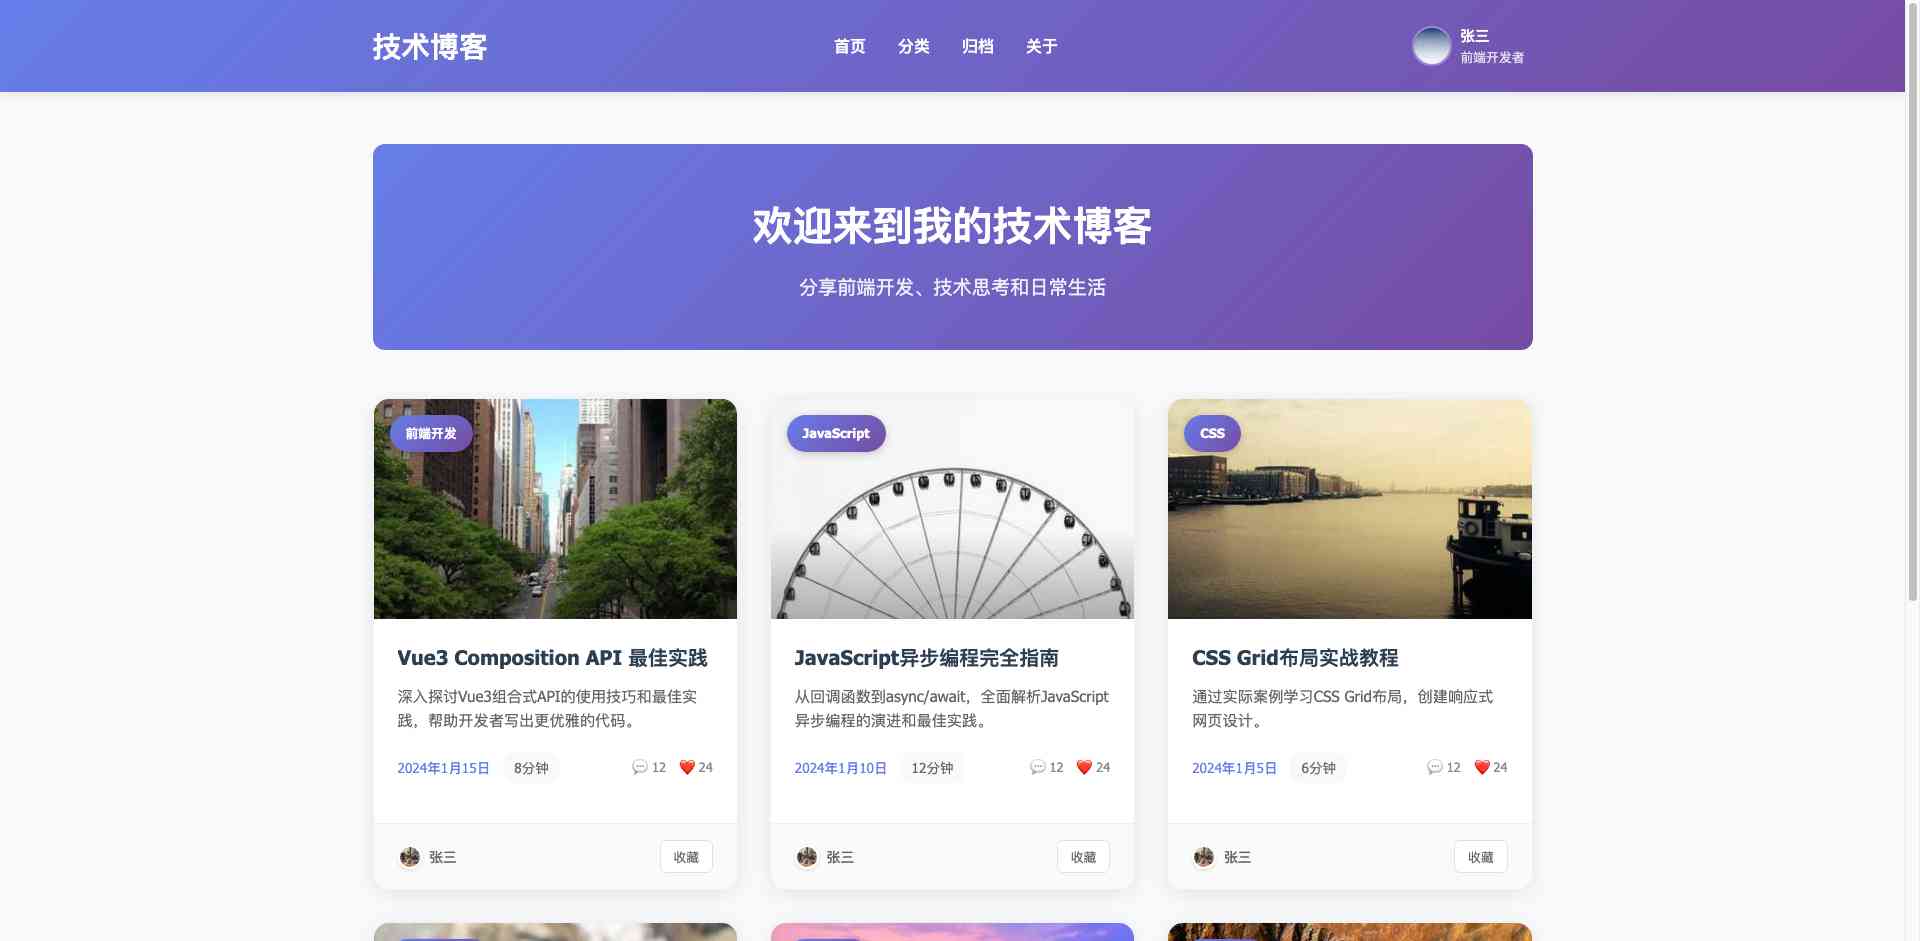 技术博客
首页 分类 归档 关于
张三
前端开发者
欢迎来到我的技术博客
分享前端开发、技术思考和日常生活
前端开发
Vue3 Composition API 最佳实践
深入探讨Vue3组合式API的使用技巧和最佳实
践，帮助开发者写出更优雅的代码。
2024年1月15日 8分钟 12 24
张三 收藏
JavaScript
JavaScript异步编程完全指南
从回调函数到async/await，全面解析JavaScript
异步编程的演进和最佳实践。
2024年1月10日 12分钟 12 24
张三 收藏
CSS
CSS Grid布局实战教程
通过实际案例学习CSS Grid布局，创建响应式
网页设计。
2024年1月5日 6分钟 12 24
张三 收藏